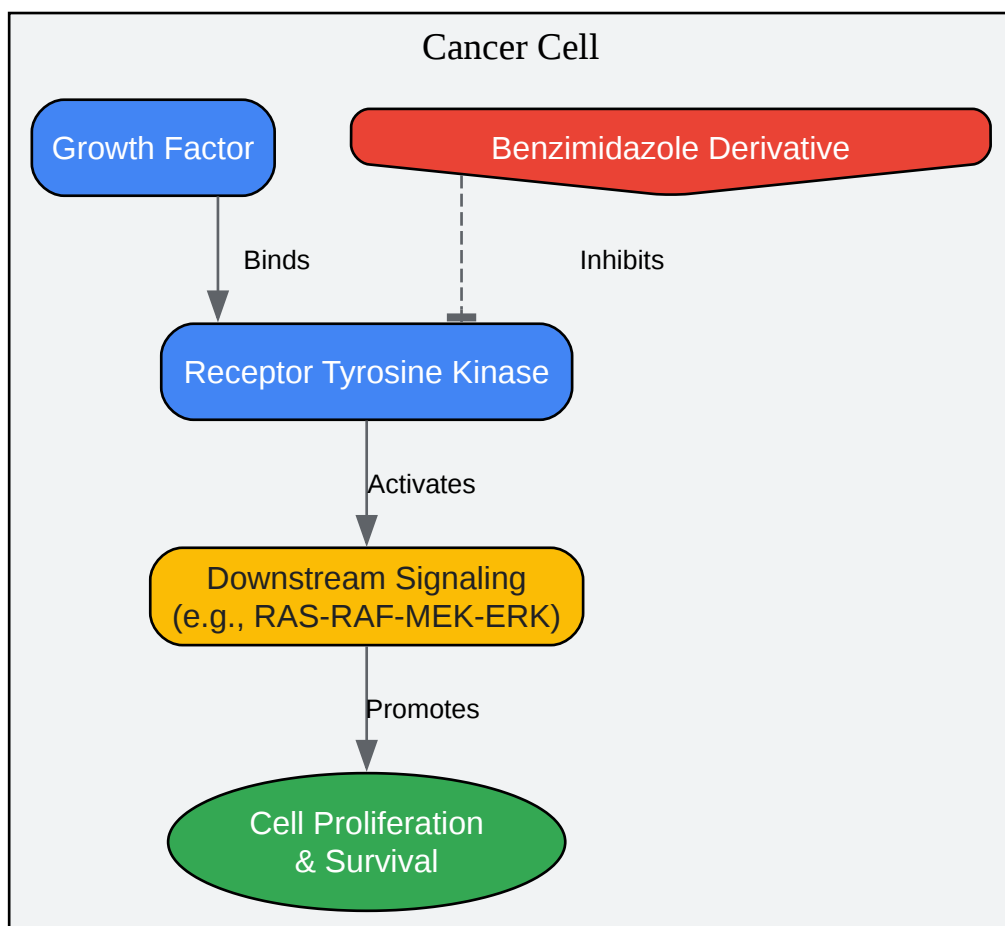 Cancer Cell
Growth Factor
Benzimidazole Derivative
Binds
Inhibits
Receptor Tyrosine Kinase
Activates
Downstream Signaling
(e.g., RAS-RAF-MEK-ERK)
Promotes
Cell Proliferation
& Survival